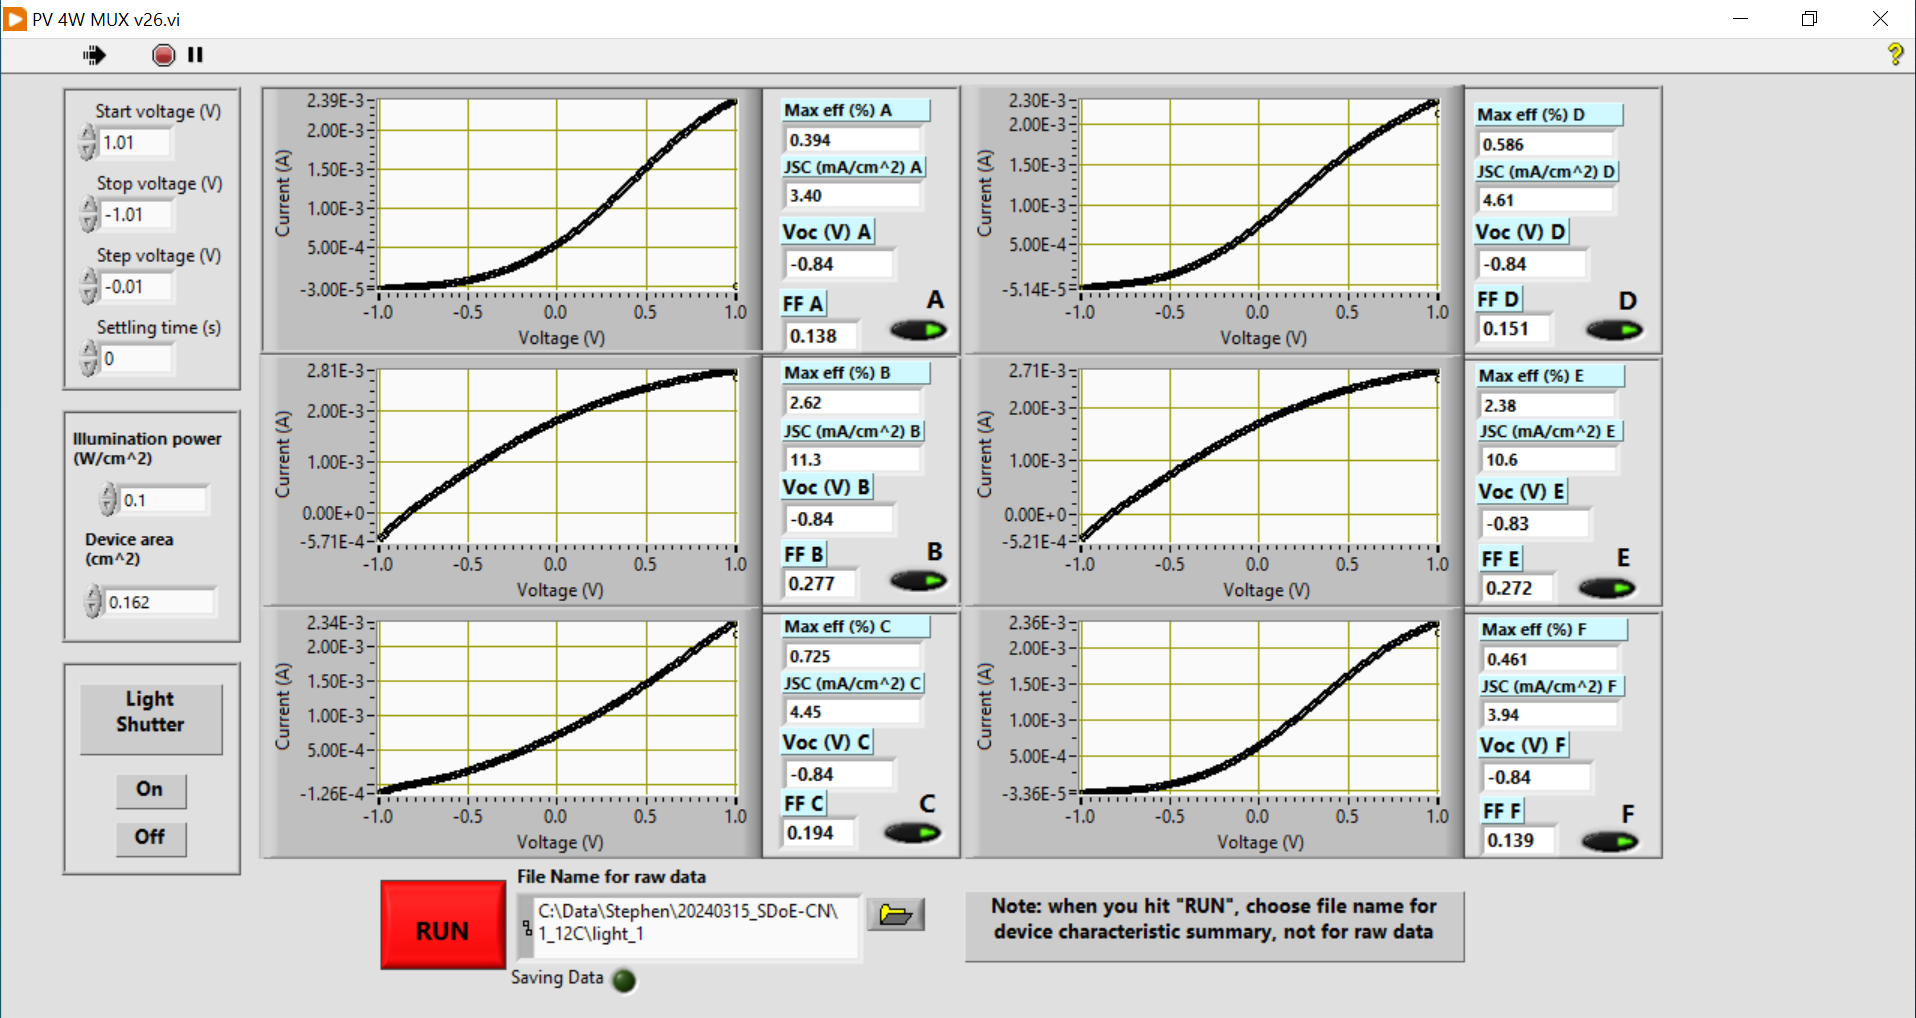 PV 4W MUX v26.vi
Start voltage (V)
1.01
Stop voltage (V)
-1.01
Step voltage (V)
-0.01
Settling time (s)
0
Illumination power
(W/cm^2)
0.1
Device area
(cm^2)
0.162
Light
Shutter
On
Off
Current (A)
2.39E-3
2.00E-3
1.50E-3
1.00E-3
5.00E-4
-3.00E-5
-1.0 -0.5 0.0 0.5 1.0
Voltage (V)
Max eff (%) A
0.394
JSC (mA/cm^2) A
3.40
Voc (V) A
-0.84
FF A
0.138
A
Current (A)
2.30E-3
2.00E-3
1.50E-3
1.00E-3
5.00E-4
-5.14E-5
-1.0 -0.5 0.0 0.5 1.0
Voltage (V)
Max eff (%) D
0.586
JSC (mA/cm^2) D
4.61
Voc (V) D
-0.84
FF D
0.151
D
Current (A)
2.81E-3
2.00E-3
1.00E-3
0.00E+0
-5.71E-4
-1.0 -0.5 0.0 0.5 1.0
Voltage (V)
Max eff (%) B
2.62
JSC (mA/cm^2) B
11.3
Voc (V) B
-0.84
FF B
0.277
B
Current (A)
2.71E-3
2.00E-3
1.00E-3
0.00E+0
-5.21E-4
-1.0 -0.5 0.0 0.5 1.0
Voltage (V)
Max eff (%) E
2.38
JSC (mA/cm^2) E
10.6
Voc (V) E
-0.83
FF E
0.272
E
Current (A)
2.34E-3
2.00E-3
1.50E-3
1.00E-3
5.00E-4
-1.26E-4
-1.0 -0.5 0.0 0.5 1.0
Voltage (V)
Max eff (%) C
0.725
JSC (mA/cm^2) C
4.45
Voc (V) C
-0.84
FF C
0.194
C
Current (A)
2.36E-3
2.00E-3
1.50E-3
1.00E-3
5.00E-4
-3.36E-5
-1.0 -0.5 0.0 0.5 1.0
Voltage (V)
Max eff (%) F
0.461
JSC (mA/cm^2) F
3.94
Voc (V) F
-0.84
FF F
0.139
F
RUN
File Name for raw data
C:\Data\Stephen\20240315_SDoE-CN\
1_12C\light_1
Saving Data
Note: when you hit "RUN", choose file name for
device characteristic summary, not for raw data